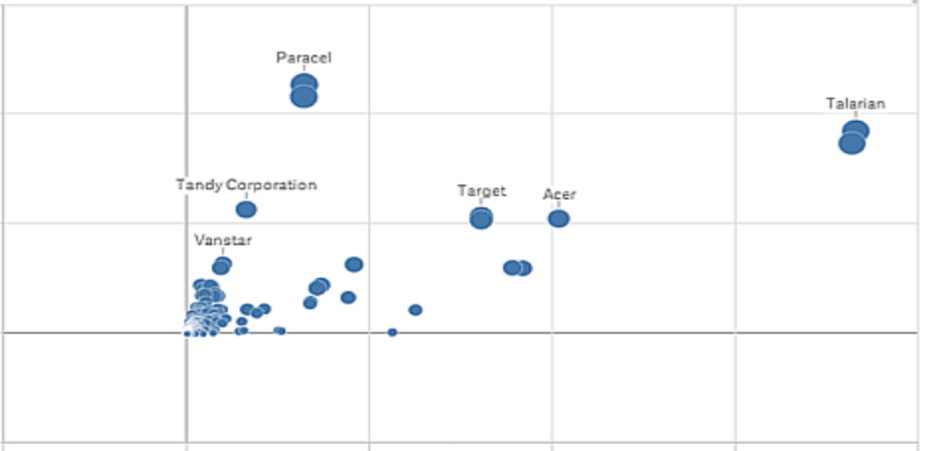 Paracel
Talarian
Tandy Corporation
Target
Acer
Vanstar